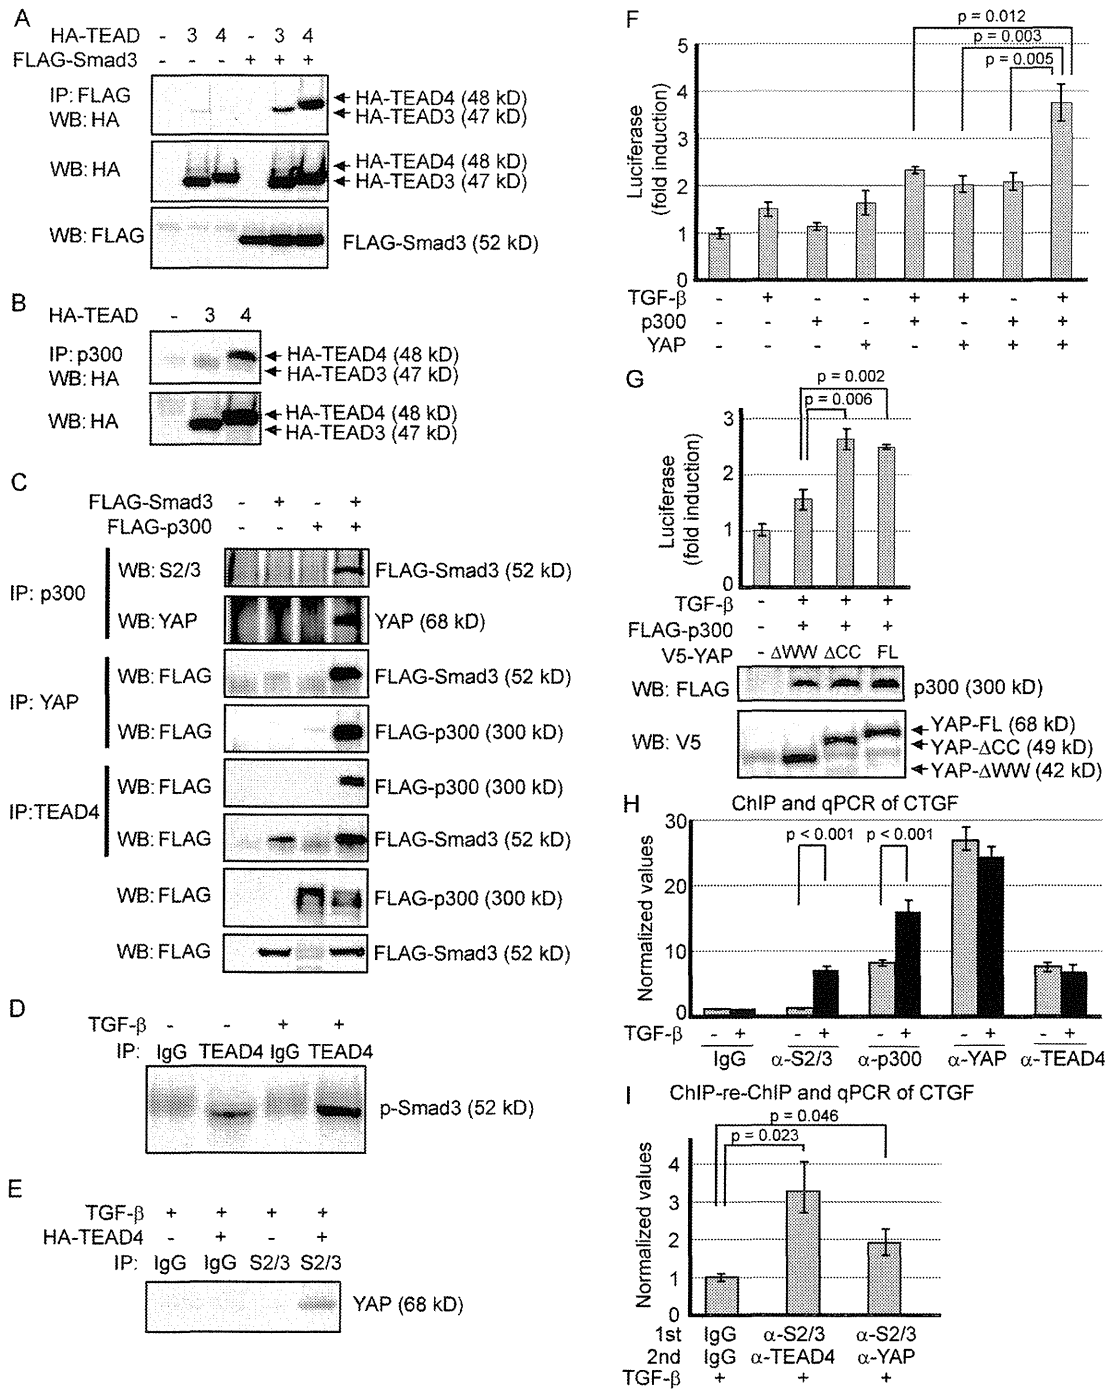 A
HA-TEAD - 3 4 - 3 4
FLAG-Smad3 - - - + + +
IP: FLAG
WB: HA
HA-TEAD4 (48 kD)
HA-TEAD3 (47 kD)
WB: HA
HA-TEAD4 (48 kD)
HA-TEAD3 (47 kD)
WB: FLAG
FLAG-Smad3 (52 kD)
B
HA-TEAD - 3 4
IP: p300
WB: HA
HA-TEAD4 (48 kD)
HA-TEAD3 (47 kD)
WB: HA
HA-TEAD4 (48 kD)
HA-TEAD3 (47 kD)
C
FLAG-Smad3 - + - +
FLAG-p300 - - + +
IP: p300
WB: S2/3 FLAG-Smad3 (52 kD)
WB: YAP YAP (68 kD)
IP: YAP
WB: FLAG FLAG-Smad3 (52 kD)
WB: FLAG FLAG-p300 (300 kD)
IP:TEAD4
WB: FLAG FLAG-p300 (300 kD)
WB: FLAG FLAG-Smad3 (52 kD)
WB: FLAG FLAG-p300 (300 kD)
WB: FLAG FLAG-Smad3 (52 kD)
D
TGF-β - - + +
IP: IgG TEAD4 IgG TEAD4
p-Smad3 (52 kD)
E
TGF-β + + + +
HA-TEAD4 - + - +
IP: IgG IgG S2/3 S2/3
YAP (68 kD)
F
p = 0.012
p = 0.003
p = 0.005
Luciferase
(fold induction)
5
4
3
2
1
0
TGF-β - + - - + + - +
p300 - - + - + - + +
YAP - - - + - + + +
G
p = 0.002
p = 0.006
Luciferase
(fold induction)
3
2
1
0
TGF-β - + + +
FLAG-p300 - + + +
V5-YAP - ΔWW ΔCC FL
WB: FLAG p300 (300 kD)
WB: V5
YAP-FL (68 kD)
YAP-ΔCC (49 kD)
YAP-ΔWW (42 kD)
H
ChIP and qPCR of CTGF
Normalized values
30
20
10
0
p < 0.001 p < 0.001
TGF-β - + - + - + - + - +
IgG α-S2/3 α-p300 α-YAP α-TEAD4
I
ChIP-re-ChIP and qPCR of CTGF
p = 0.046
p = 0.023
Normalized values
4
3
2
1
0
1st IgG α-S2/3 α-S2/3
2nd IgG α-TEAD4 α-YAP
TGF-β + + +